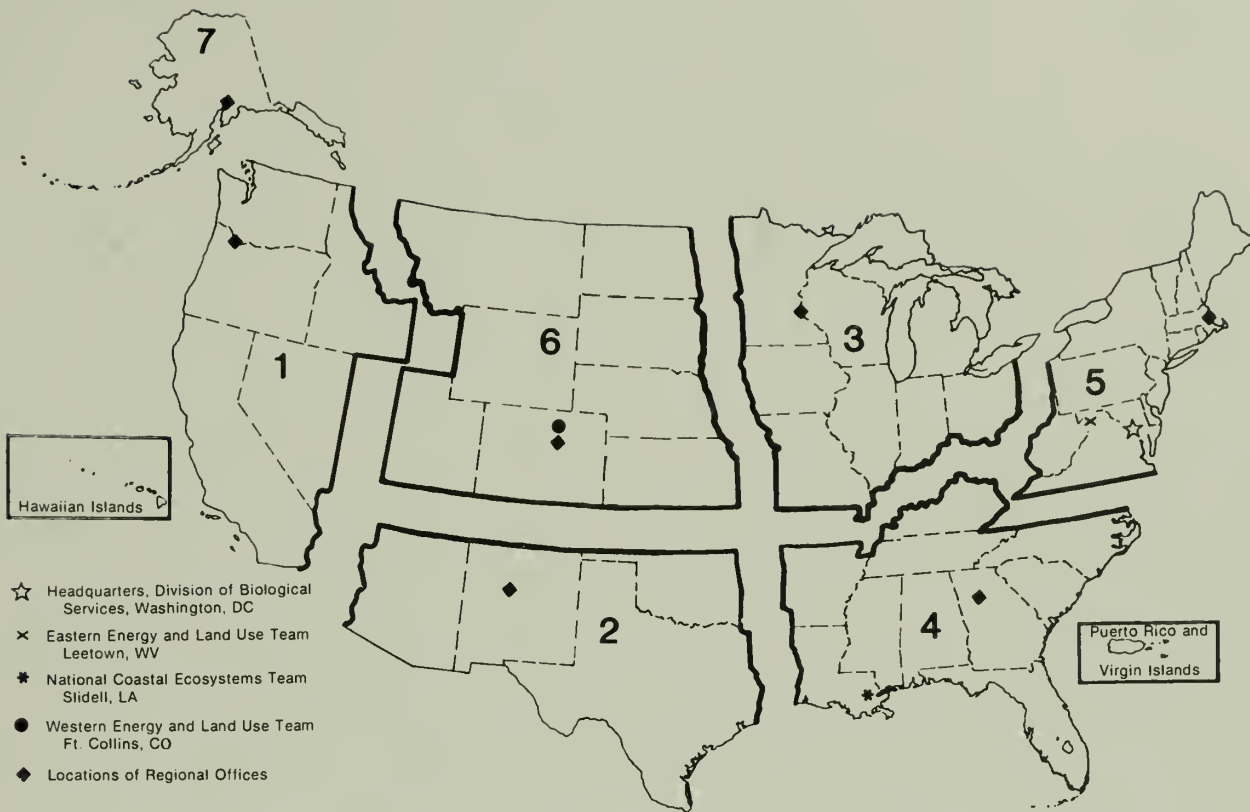 7
1
6
3
5
2
4
Hawaiian Islands
Puerto Rico and
Virgin Islands
☆ Headquarters, Division of Biological
Services, Washington, DC
× Eastern Energy and Land Use Team
Leetown, WV
* National Coastal Ecosystems Team
Slidell, LA
● Western Energy and Land Use Team
Ft. Collins, CO
◆ Locations of Regional Offices